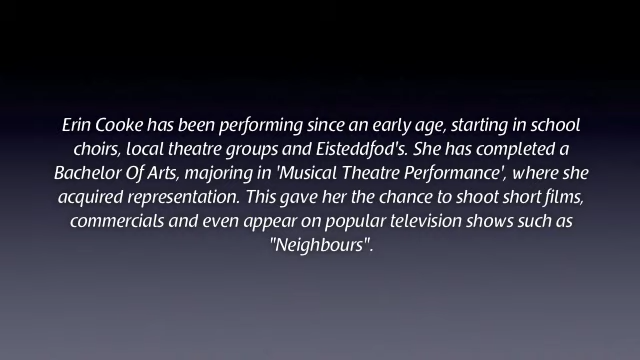 Erin Cooke has been performing since an early age, starting in school
choirs, local theatre groups and Eisteddfod's. She has completed a
Bachelor Of Arts, majoring in 'Musical Theatre Performance', where she
acquired representation. This gave her the chance to shoot short films,
commercials and even appear on popular television shows such as
"Neighbours".